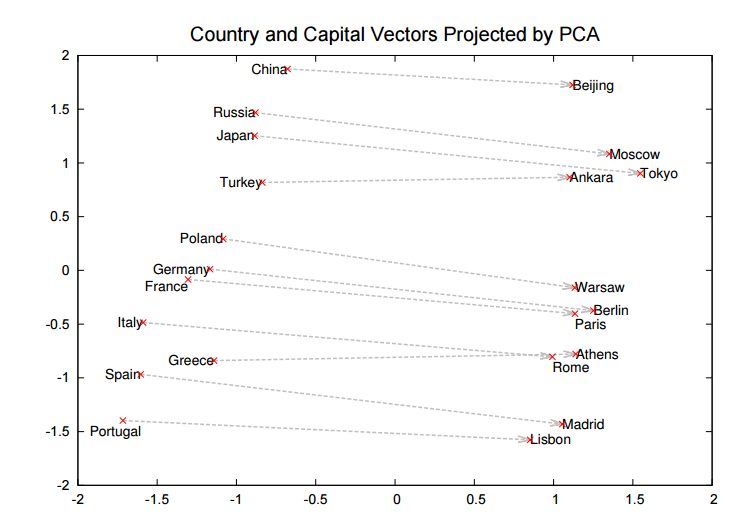 Country and Capital Vectors Projected by PCA
2
China
Beijing
1.5
Russia
Japan
Moscow
1
Tokyo
Turkey
Ankara
0.5
Poland
0
Germany
France
Warsaw
Berlin
-0.5
Italy
Paris
Athens
Greece
Rome
-1
Spain
Madrid
-1.5
Portugal
Lisbon
-2
-2 -1.5 -1 -0.5 0 0.5 1 1.5 2